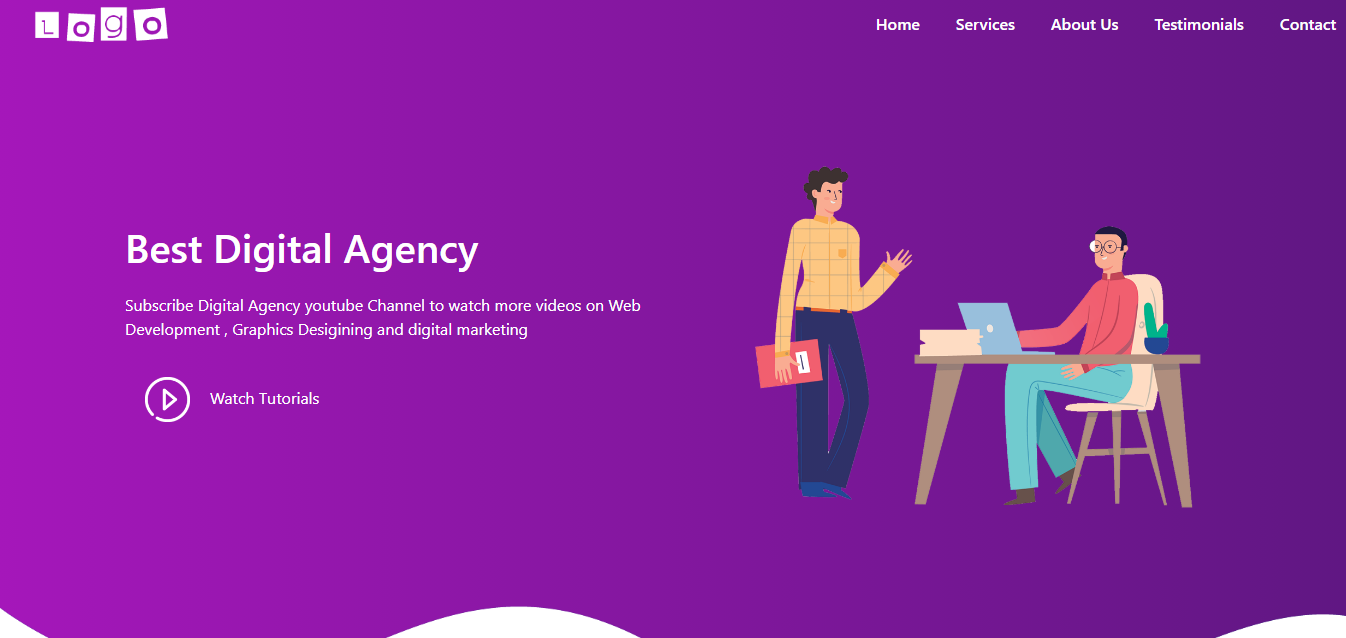 Logo
Home Services About Us Testimonials Contact
Best Digital Agency
Subscribe Digital Agency youtube Channel to watch more videos on Web
Development , Graphics Desigining and digital marketing
Watch Tutorials